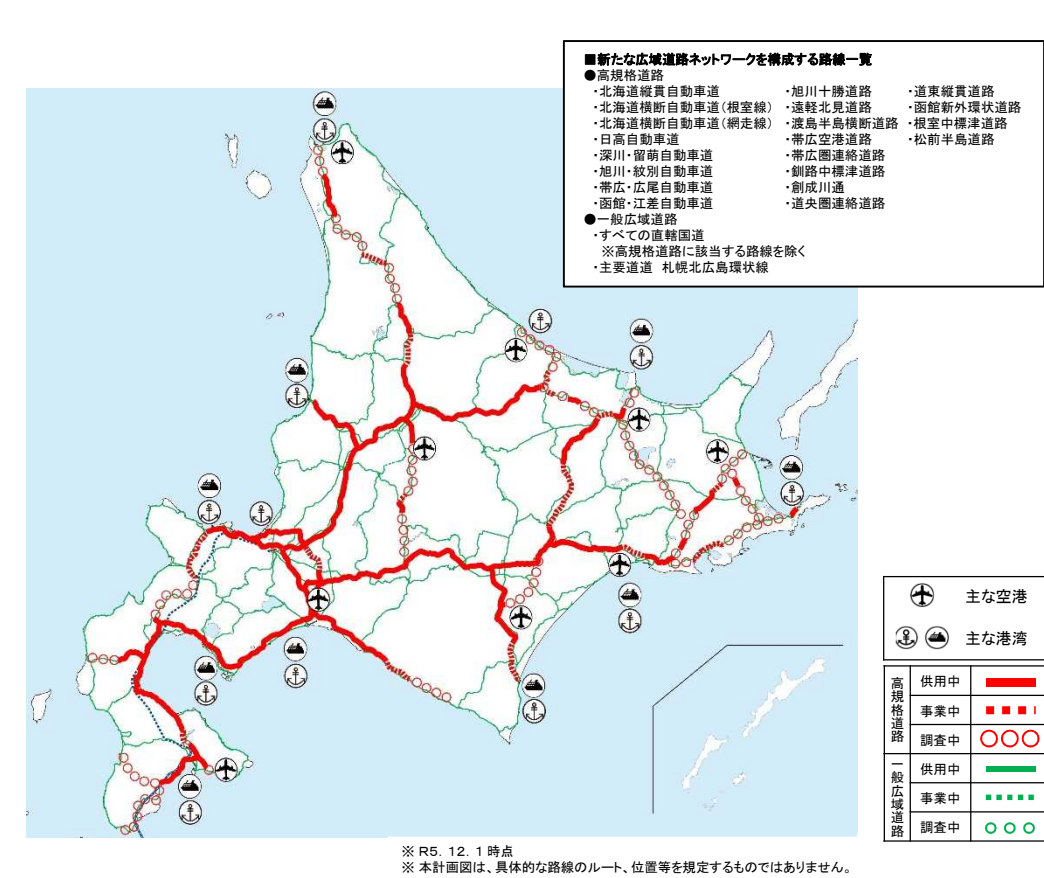 ■新たな広域道路ネットワークを構成する路線一覧
●高規格道路
・北海道縦貫自動車道
・北海道横断自動車道(根室線)
・北海道横断自動車道(網走線)
・日高自動車道
・深川・留萌自動車道
・旭川・紋別自動車道
・帯広・広尾自動車道
・函館・江差自動車道
・旭川十勝道路
・遠軽北見道路
・渡島半島横断道路
・帯広空港道路
・帯広圏連絡道路
・釧路中標津道路
・創成川通
・道央圏連絡道路
・道東縦貫道路
・函館新外環状道路
・根室中標津道路
・松前半島道路
●一般広域道路
・すべての直轄国道
※高規格道路に該当する路線を除く
・主要道道 札幌北広島環状線
主な空港
主な港湾
高規格道路
供用中
事業中
調査中
一般広域道路
供用中
事業中
調査中
※ R5. 12. 1 時点
※ 本計画図は、具体的な路線のルート、位置等を規定するものではありません。